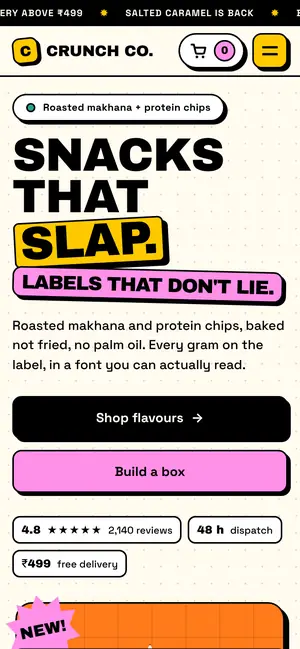 ERY ABOVE ₹499 ✸ SALTED CARAMEL IS BACK ✸
C CRUNCH CO. 0
Roasted makhana + protein chips
SNACKS
THAT
SLAP.
LABELS THAT DON'T LIE.
Roasted makhana and protein chips, baked
not fried, no palm oil. Every gram on the
label, in a font you can actually read.
Shop flavours →
Build a box
4.8 ★★★★★ 2,140 reviews 48 h dispatch
₹499 free delivery
NEW!